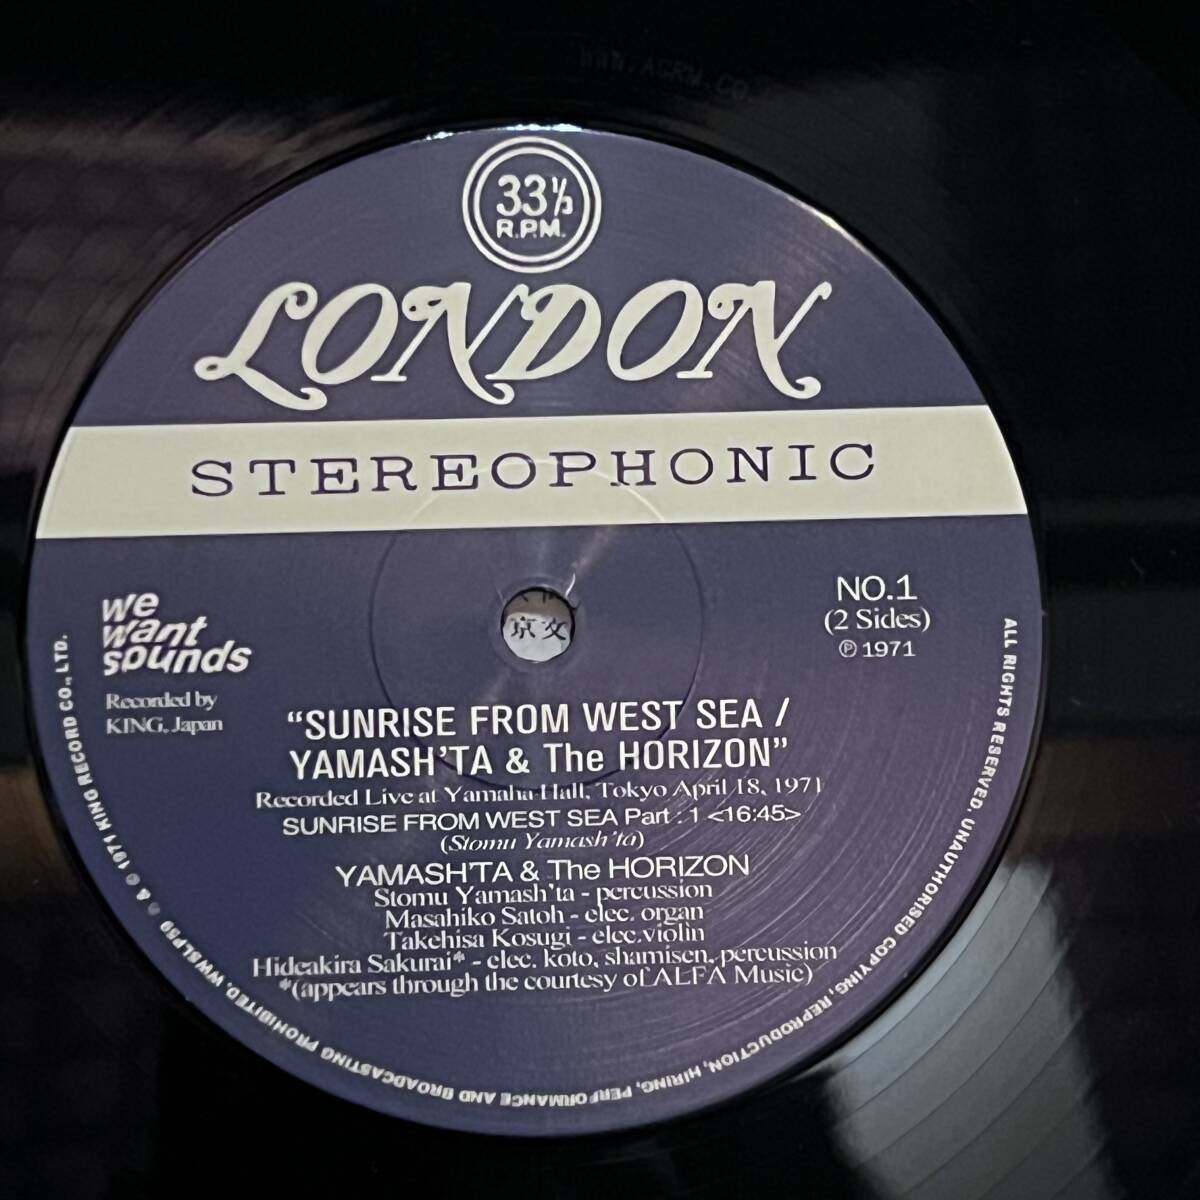 33⅓
R.P.M.
LONDON
STEREOPHONIC
we
want
sounds
Recorded by
KING, Japan
NO.1
(2 Sides)
℗ 1971
京文
"SUNRISE FROM WEST SEA /
YAMASH'TA & The HORIZON"
Recorded Live at Yamaha Hall, Tokyo April 18, 1971
SUNRISE FROM WEST SEA Part : 1 <16:45>
(Stomu Yamash'ta)
YAMASH'TA & The HORIZON
Stomu Yamash'ta - percussion
Masahiko Satoh - elec. organ
Takehisa Kosugi - elec.violin
Hideakira Sakurai* - elec. koto, shamisen, percussion
*(appears through the courtesy of ALFA Music)
℗ & © 1971 KING RECORD CO., LTD.
ALL RIGHTS RESERVED. UNAUTHORISED COPYING, REPRODUCTION, HIRING, PERFORMANCE AND BROADCASTING PROHIBITED. WWSLP59